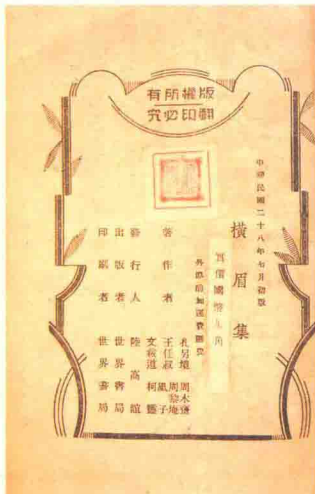 版權所有
翻印必究
中華民國二十八年七月初版
橫眉集
實價國幣九角
外埠酌加運費匯費
著作者
孔另境 周木齋
周黎庵
王任叔 風子
文載道 柯靈
發行人 陸高誼
出版者 世界書局
印刷者 世界書局